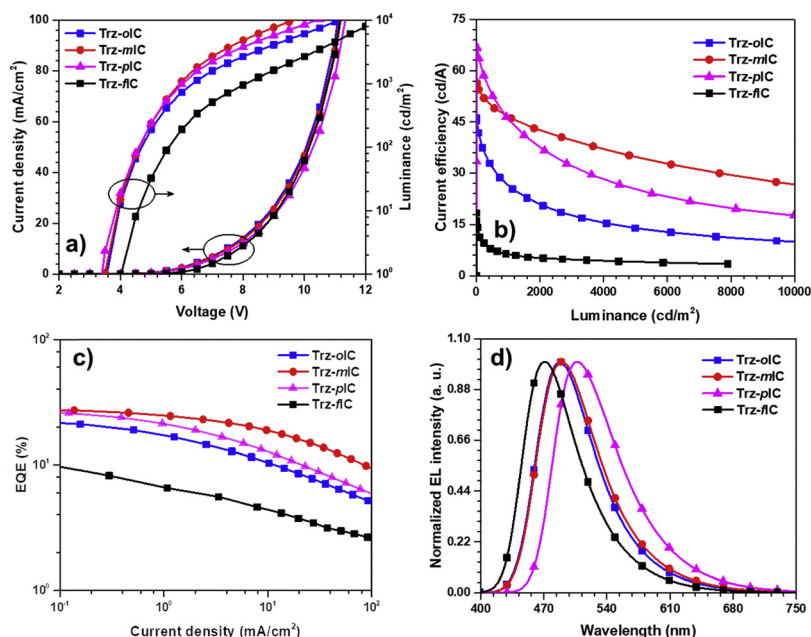 100
80
60
40
20
0
Current density (mA/cm²)
2 4 6 8 10 12
Voltage (V)
10⁴
10³
10²
10¹
10⁰
Luminance (cd/m²)
Trz-oIC
Trz-mIC
Trz-pIC
Trz-flC
a)
75
60
45
30
15
0
Current efficiency (cd/A)
0 2000 4000 6000 8000 10000
Luminance (cd/m²)
Trz-oIC
Trz-mIC
Trz-pIC
Trz-flC
b)
10²
10¹
10⁰
EQE (%)
10⁻¹ 10⁰ 10¹ 10²
Current density (mA/cm²)
c)
Trz-oIC
Trz-mIC
Trz-pIC
Trz-flC
1.10
0.88
0.66
0.44
0.22
0.00
Normalized EL intensity (a. u.)
400 470 540 610 680 750
Wavelength (nm)
d)
Trz-oIC
Trz-mIC
Trz-pIC
Trz-flC